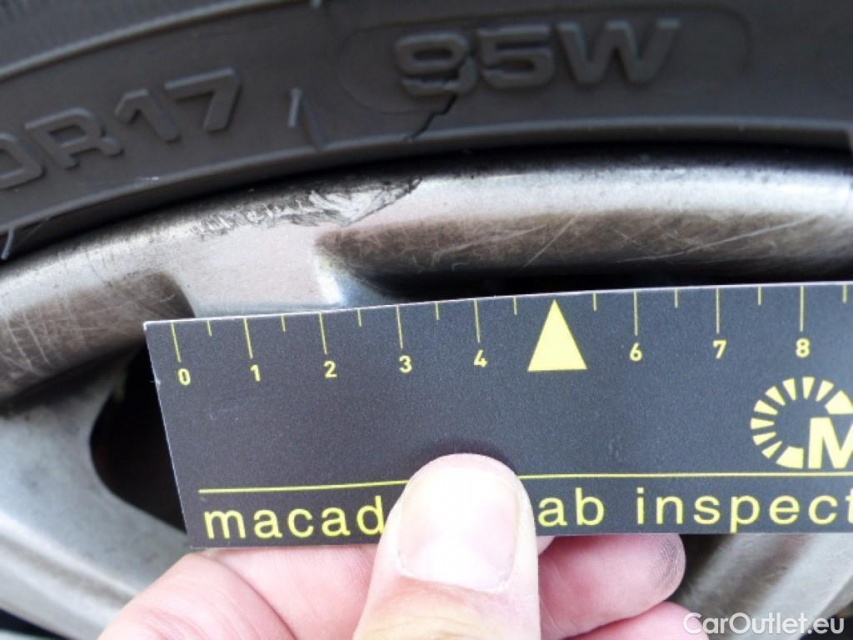 0R17 95W
0 1 2 3 4 6 7 8
M
macad ab inspect
CarOutlet.eu